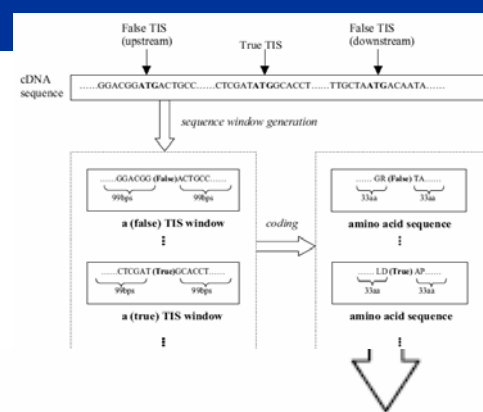 False TIS
(upstream)
True TIS
False TIS
(downstream)
cDNA
sequence
......GGACGGATGACTGCC......CTCGATATGGCACCT......TTGCTAATGACAATA......
sequence window generation
......GGACGG (False)ACTGCC......
99bps 99bps
a (false) TIS window
⋮
......CTCGAT(True)GCACCT......
99bps 99bps
a (true) TIS window
⋮
coding
...... GR (False) TA......
33aa 33aa
amino acid sequence
⋮
......LD (True) AP......
33aa 33aa
amino acid sequence
⋮